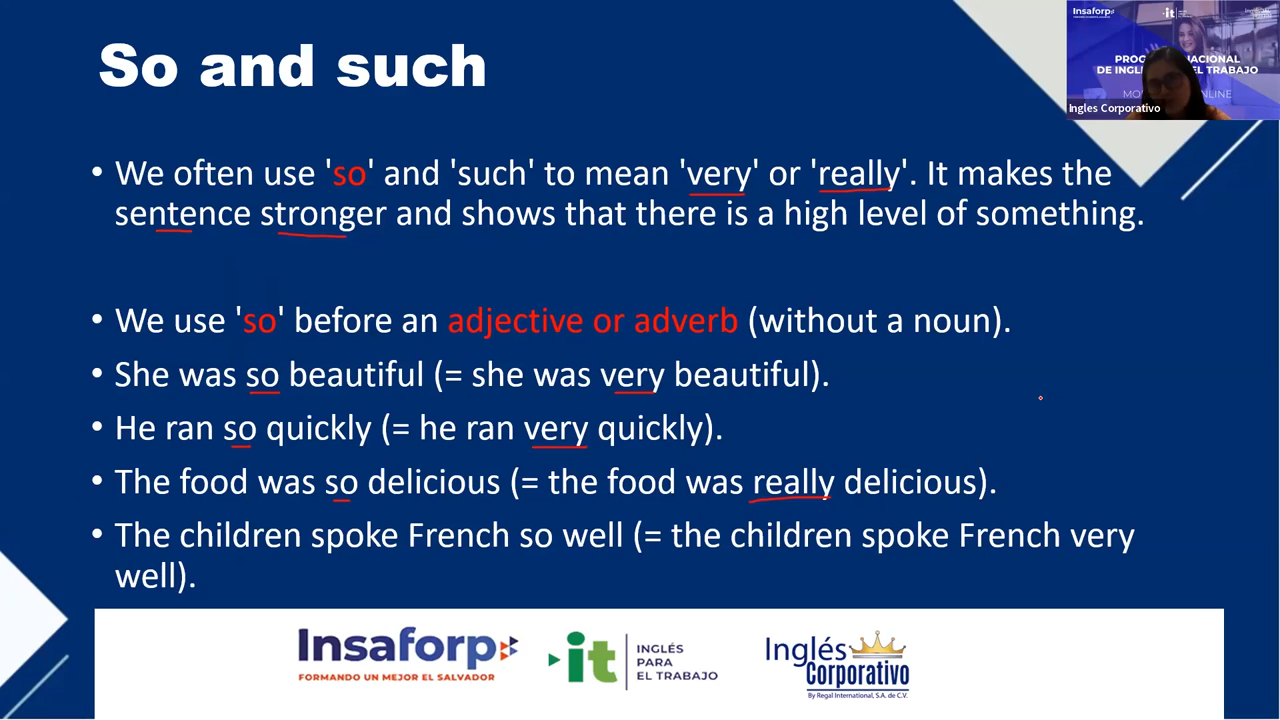 So and such
Insaforp
it
PROG NACIONAL
DE INGL EL TRABAJO
Ingles Corporativo
• We often use 'so' and 'such' to mean 'very' or 'really'. It makes the
sentence stronger and shows that there is a high level of something.
• We use 'so' before an adjective or adverb (without a noun).
• She was so beautiful (= she was very beautiful).
• He ran so quickly (= he ran very quickly).
• The food was so delicious (= the food was really delicious).
• The children spoke French so well (= the children spoke French very
well).
Insaforp
FORMANDO UN MEJOR EL SALVADOR
it
INGLÉS
PARA
EL TRABAJO
Inglés
Corporativo
By Regal International, S.A. de C.V.